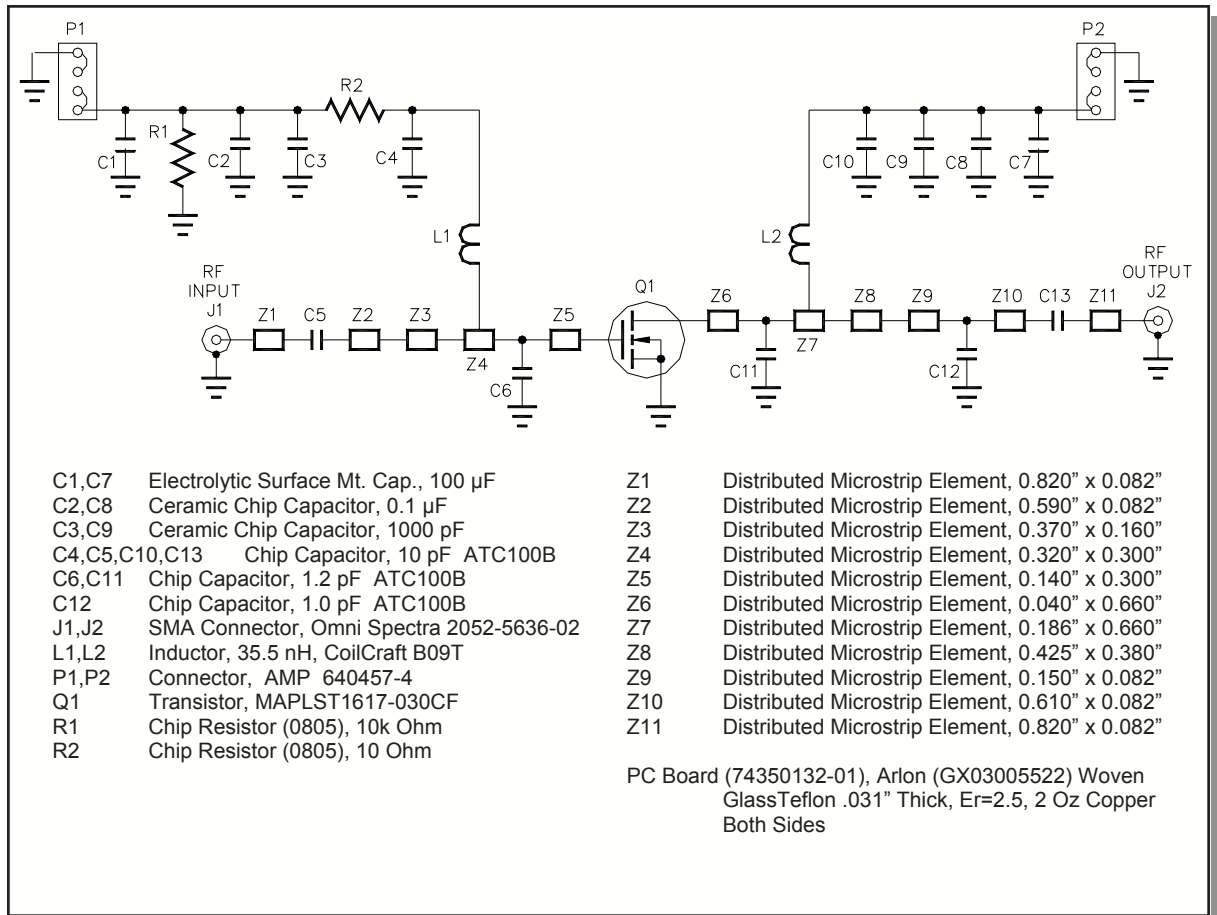 P1
P2
R2
R1
C1
C2
C3
C4
C10
C9
C8
C7
L1
L2
RF
INPUT
J1
Z1
C5
Z2
Z3
Z4
C6
Z5
Q1
Z6
C11
Z7
Z8
Z9
C12
Z10
C13
Z11
RF
OUTPUT
J2
C1,C7 Electrolytic Surface Mt. Cap., 100 µF
C2,C8 Ceramic Chip Capacitor, 0.1 µF
C3,C9 Ceramic Chip Capacitor, 1000 pF
C4,C5,C10,C13 Chip Capacitor, 10 pF ATC100B
C6,C11 Chip Capacitor, 1.2 pF ATC100B
C12 Chip Capacitor, 1.0 pF ATC100B
J1,J2 SMA Connector, Omni Spectra 2052-5636-02
L1,L2 Inductor, 35.5 nH, CoilCraft B09T
P1,P2 Connector, AMP 640457-4
Q1 Transistor, MAPLST1617-030CF
R1 Chip Resistor (0805), 10k Ohm
R2 Chip Resistor (0805), 10 Ohm
Z1 Distributed Microstrip Element, 0.820” x 0.082”
Z2 Distributed Microstrip Element, 0.590” x 0.082”
Z3 Distributed Microstrip Element, 0.370” x 0.160”
Z4 Distributed Microstrip Element, 0.320” x 0.300”
Z5 Distributed Microstrip Element, 0.140” x 0.300”
Z6 Distributed Microstrip Element, 0.040” x 0.660”
Z7 Distributed Microstrip Element, 0.186” x 0.660”
Z8 Distributed Microstrip Element, 0.425” x 0.380”
Z9 Distributed Microstrip Element, 0.150” x 0.082”
Z10 Distributed Microstrip Element, 0.610” x 0.082”
Z11 Distributed Microstrip Element, 0.820” x 0.082”
PC Board (74350132-01), Arlon (GX03005522) Woven
GlassTeflon .031” Thick, Er=2.5, 2 Oz Copper
Both Sides